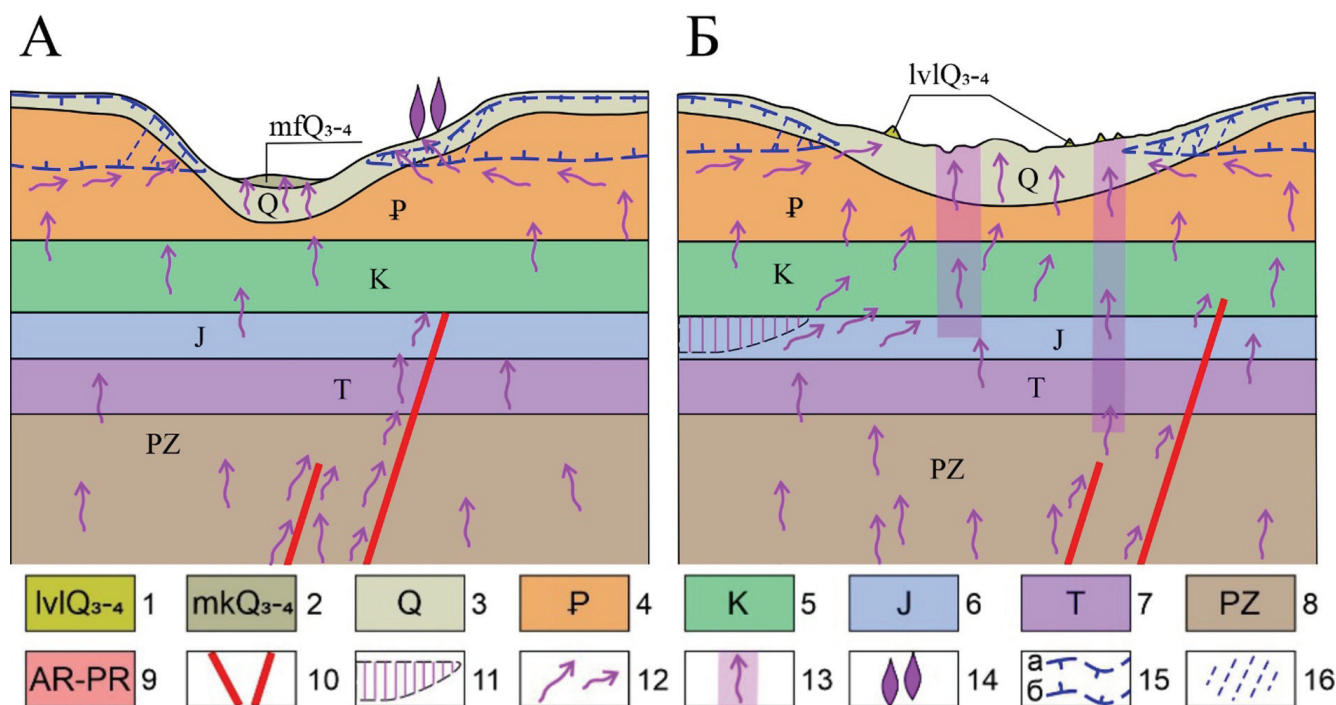 А
Б
lvlQ₃₋₄
mfQ₃₋₄
Q
Q
₽
₽
K
K
J
J
T
T
PZ
PZ
lvlQ₃₋₄ 1
mkQ₃₋₄ 2
Q 3
₽ 4
K 5
J 6
T 7
PZ 8
AR-PR 9
10
11
12
13
14
а
б 15
16